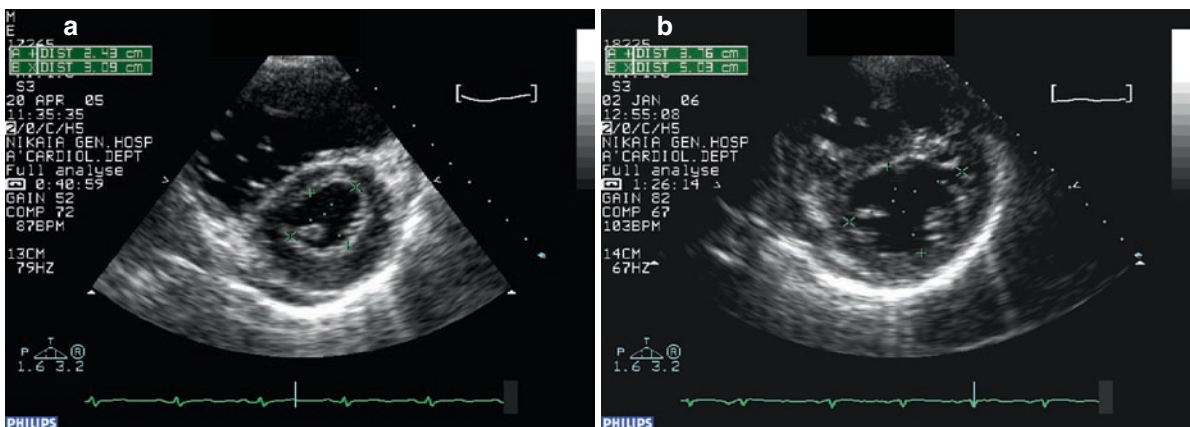 a
M
E
A + DIST 2.43 cm
B X DIST 3.09 cm
S3
20 APR 05
11:35:35
2/0/C/H5
NIKAIA GEN.HOSP
A'CARDIOL.DEPT
Full analyse
0:40:59
GAIN 52
COMP 72
87BPM
13CM
79HZ
P T R
1.6 3.2
PHILIPS
b
A + DIST 3.76 cm
B X DIST 5.03 cm
S3
02 JAN 06
12:55:08
2/0/C/H5
NIKAIA GEN.HOSP
A'CARDIOL.DEPT
Full analyse
1:26:14
GAIN 82
COMP 67
103BPM
14CM
67HZ
P T R
1.6 3.2
PHILIPS